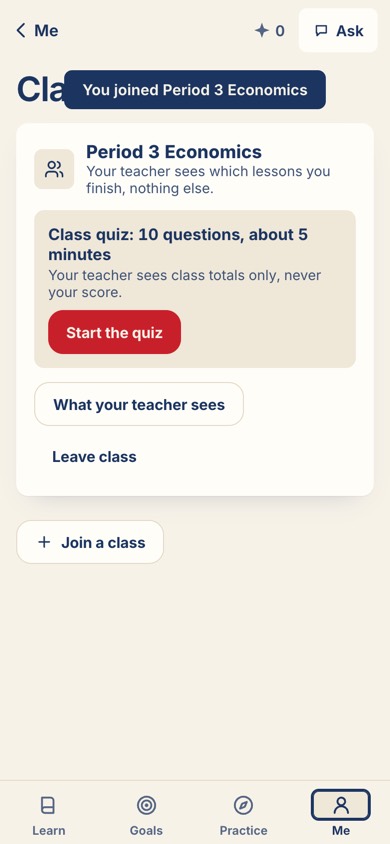 Me
0
Ask
Cla
You joined Period 3 Economics
Period 3 Economics
Your teacher sees which lessons you
finish, nothing else.
Class quiz: 10 questions, about 5
minutes
Your teacher sees class totals only, never
your score.
Start the quiz
What your teacher sees
Leave class
Join a class
Learn
Goals
Practice
Me